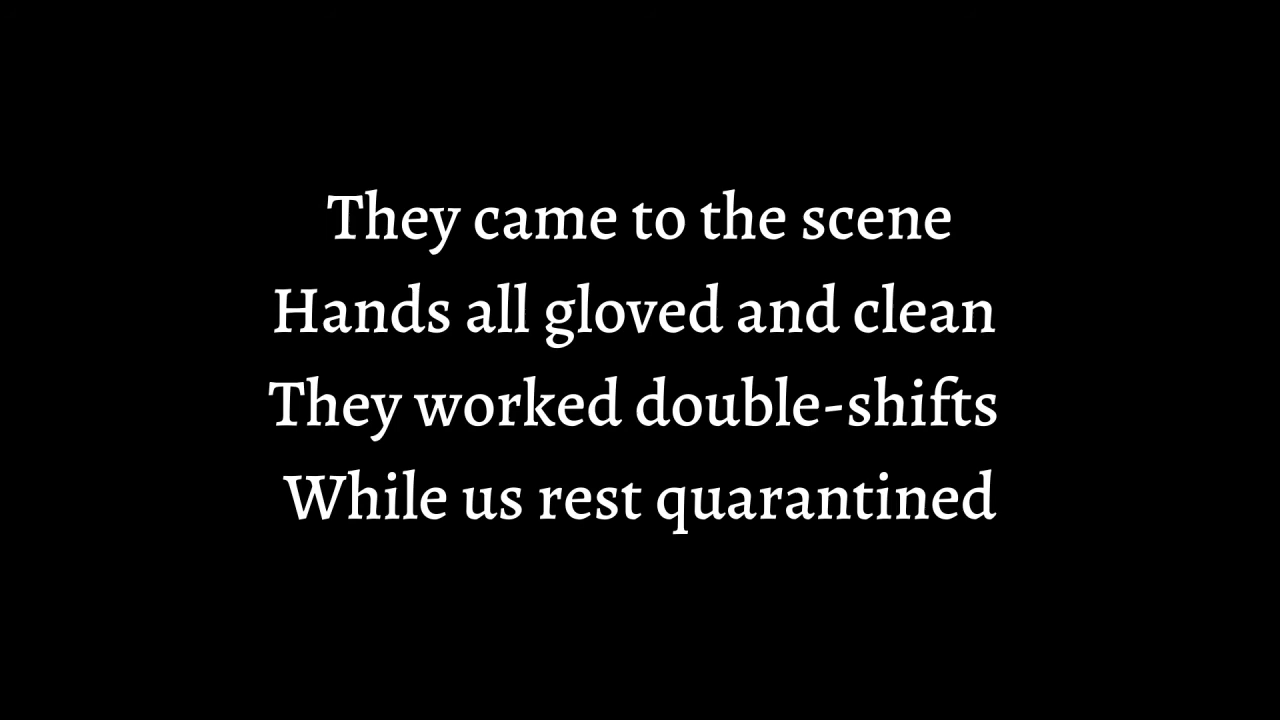 They came to the scene
Hands all gloved and clean
They worked double-shifts
While us rest quarantined